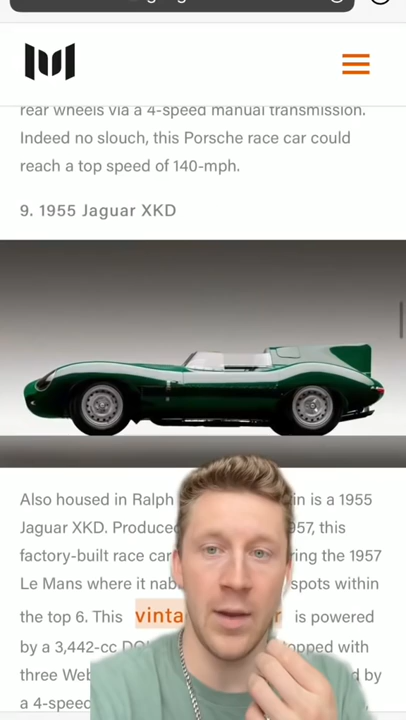 rear wheels via a 4-speed manual transmission.
Indeed no slouch, this Porsche race car could
reach a top speed of 140-mph.
9. 1955 Jaguar XKD
Also housed in Ralph in is a 1955
Jaguar XKD. Produced 957, this
factory-built race car ring the 1957
Le Mans where it nab spots within
the top 6. This vinta r is powered
by a 3,442-cc DO topped with
three Web d by
a 4-speed